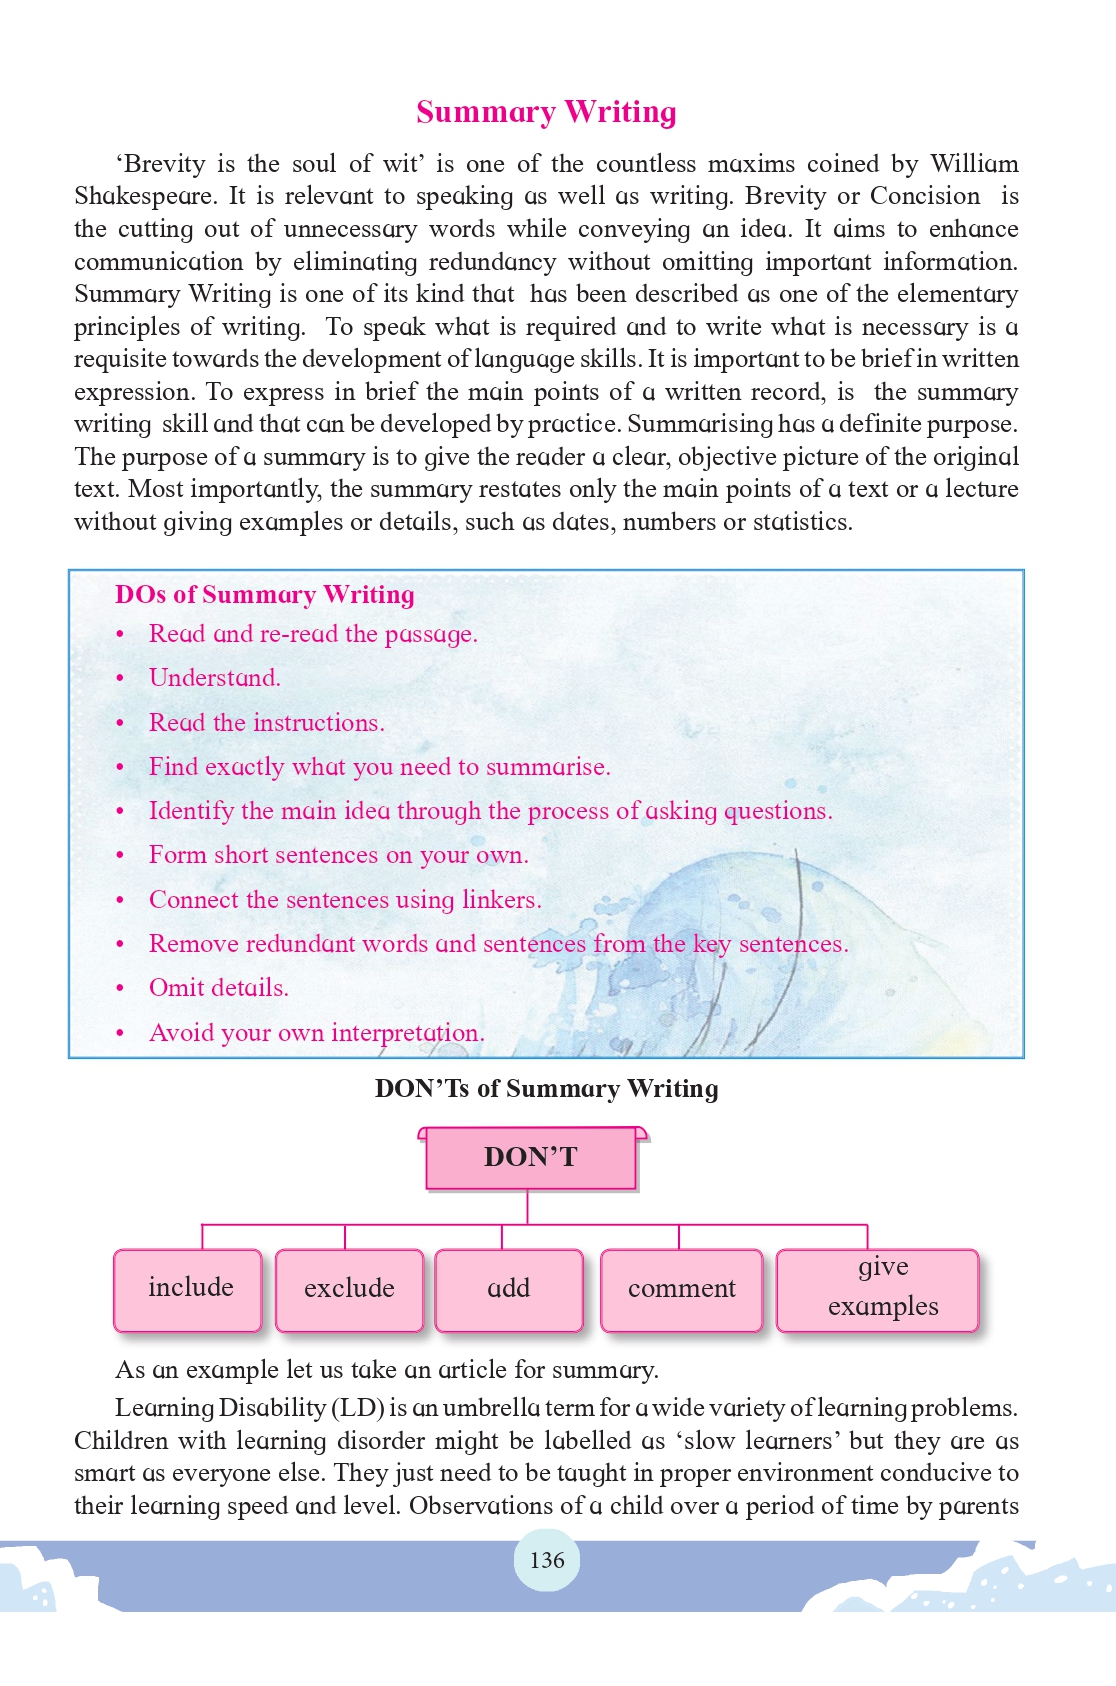 Summary Writing
‘Brevity is the soul of wit’ is one of the countless maxims coined by William
Shakespeare. It is relevant to speaking as well as writing. Brevity or Concision is
the cutting out of unnecessary words while conveying an idea. It aims to enhance
communication by eliminating redundancy without omitting important information.
Summary Writing is one of its kind that has been described as one of the elementary
principles of writing. To speak what is required and to write what is necessary is a
requisite towards the development of language skills. It is important to be brief in written
expression. To express in brief the main points of a written record, is the summary
writing skill and that can be developed by practice. Summarising has a definite purpose.
The purpose of a summary is to give the reader a clear, objective picture of the original
text. Most importantly, the summary restates only the main points of a text or a lecture
without giving examples or details, such as dates, numbers or statistics.
DOs of Summary Writing
• Read and re-read the passage.
• Understand.
• Read the instructions.
• Find exactly what you need to summarise.
• Identify the main idea through the process of asking questions.
• Form short sentences on your own.
• Connect the sentences using linkers.
• Remove redundant words and sentences from the key sentences.
• Omit details.
• Avoid your own interpretation.
DON’Ts of Summary Writing
DON’T
include
exclude
add
comment
give
examples
As an example let us take an article for summary.
Learning Disability (LD) is an umbrella term for a wide variety of learning problems.
Children with learning disorder might be labelled as ‘slow learners’ but they are as
smart as everyone else. They just need to be taught in proper environment conducive to
their learning speed and level. Observations of a child over a period of time by parents
136